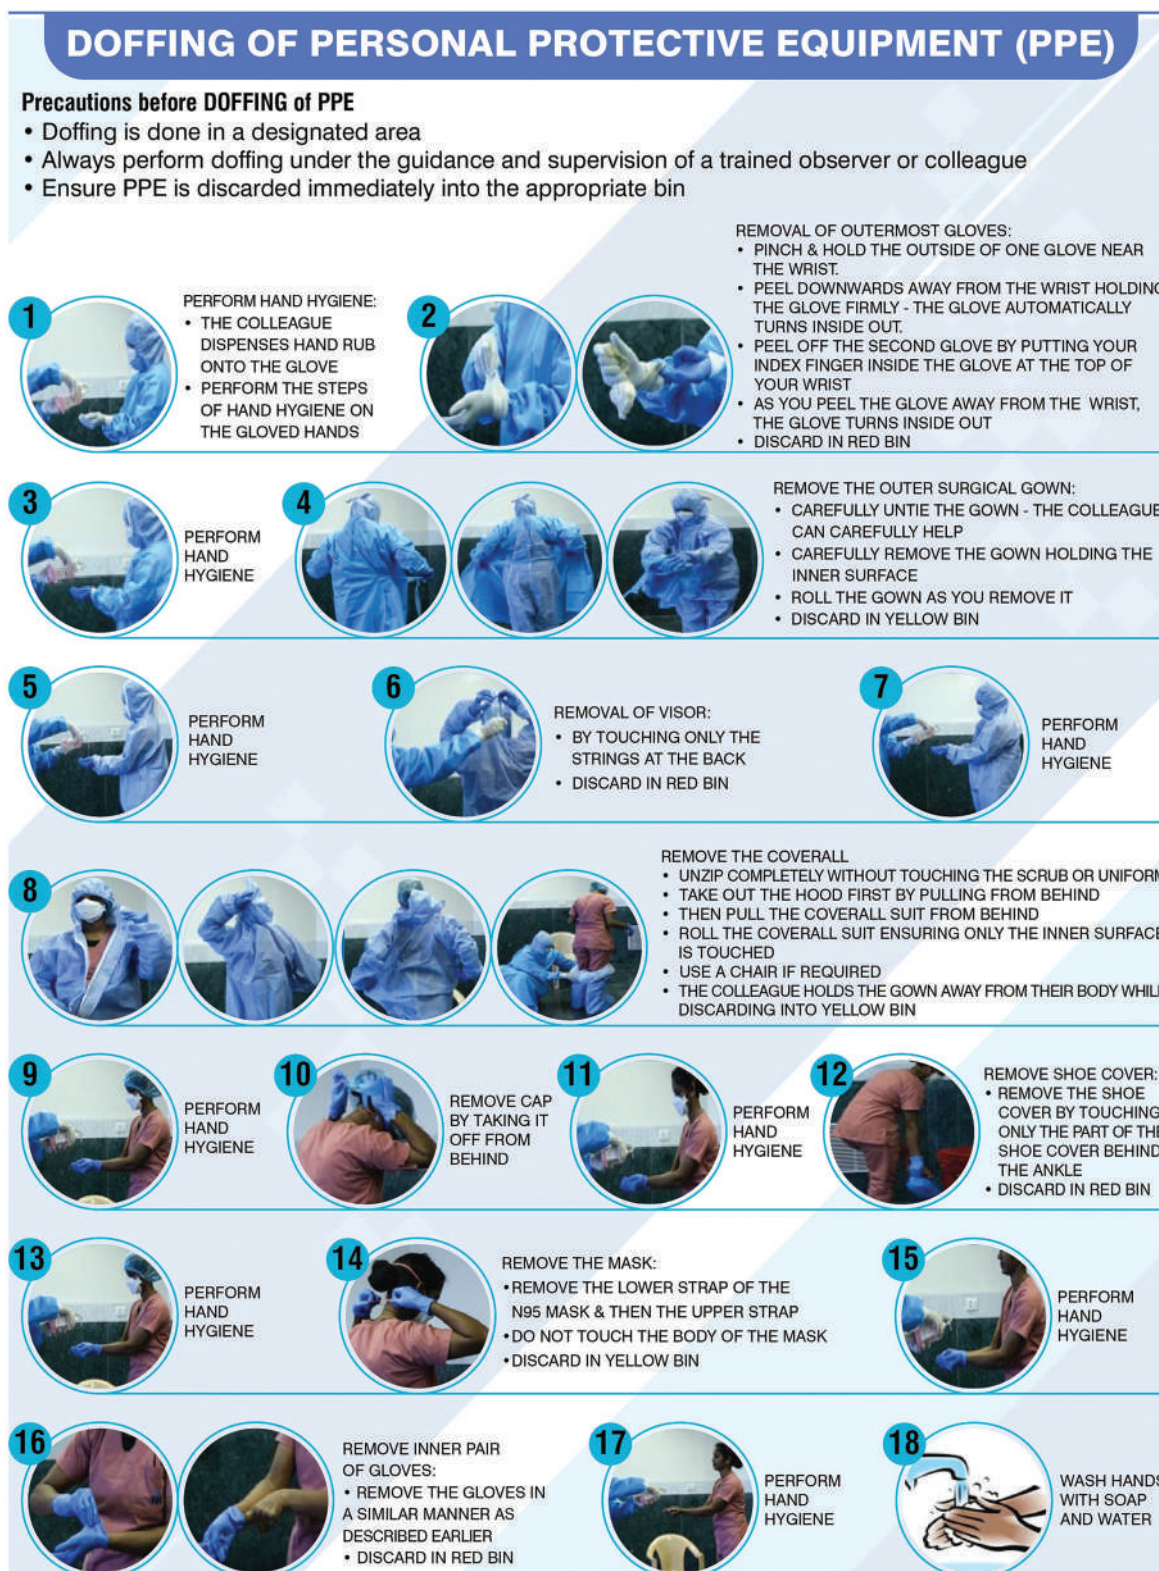 DOFFING OF PERSONAL PROTECTIVE EQUIPMENT (PPE)
Precautions before DOFFING of PPE
• Doffing is done in a designated area
• Always perform doffing under the guidance and supervision of a trained observer or colleague
• Ensure PPE is discarded immediately into the appropriate bin
1
PERFORM HAND HYGIENE:
• THE COLLEAGUE
DISPENSES HAND RUB
ONTO THE GLOVE
• PERFORM THE STEPS
OF HAND HYGIENE ON
THE GLOVED HANDS
2
REMOVAL OF OUTERMOST GLOVES:
• PINCH & HOLD THE OUTSIDE OF ONE GLOVE NEAR
THE WRIST.
• PEEL DOWNWARDS AWAY FROM THE WRIST HOLDING
THE GLOVE FIRMLY - THE GLOVE AUTOMATICALLY
TURNS INSIDE OUT.
• PEEL OFF THE SECOND GLOVE BY PUTTING YOUR
INDEX FINGER INSIDE THE GLOVE AT THE TOP OF
YOUR WRIST
• AS YOU PEEL THE GLOVE AWAY FROM THE WRIST,
THE GLOVE TURNS INSIDE OUT
• DISCARD IN RED BIN
3
PERFORM
HAND
HYGIENE
4
REMOVE THE OUTER SURGICAL GOWN:
• CAREFULLY UNTIE THE GOWN - THE COLLEAGUE
CAN CAREFULLY HELP
• CAREFULLY REMOVE THE GOWN HOLDING THE
INNER SURFACE
• ROLL THE GOWN AS YOU REMOVE IT
• DISCARD IN YELLOW BIN
5
PERFORM
HAND
HYGIENE
6
REMOVAL OF VISOR:
• BY TOUCHING ONLY THE
STRINGS AT THE BACK
• DISCARD IN RED BIN
7
PERFORM
HAND
HYGIENE
8
REMOVE THE COVERALL
• UNZIP COMPLETELY WITHOUT TOUCHING THE SCRUB OR UNIFORM
• TAKE OUT THE HOOD FIRST BY PULLING FROM BEHIND
• THEN PULL THE COVERALL SUIT FROM BEHIND
• ROLL THE COVERALL SUIT ENSURING ONLY THE INNER SURFACE
IS TOUCHED
• USE A CHAIR IF REQUIRED
• THE COLLEAGUE HOLDS THE GOWN AWAY FROM THEIR BODY WHIL
DISCARDING INTO YELLOW BIN
9
PERFORM
HAND
HYGIENE
10
REMOVE CAP
BY TAKING IT
OFF FROM
BEHIND
11
PERFORM
HAND
HYGIENE
12
REMOVE SHOE COVER:
• REMOVE THE SHOE
COVER BY TOUCHING
ONLY THE PART OF THE
SHOE COVER BEHIND
THE ANKLE
• DISCARD IN RED BIN
13
PERFORM
HAND
HYGIENE
14
REMOVE THE MASK:
• REMOVE THE LOWER STRAP OF THE
N95 MASK & THEN THE UPPER STRAP
• DO NOT TOUCH THE BODY OF THE MASK
• DISCARD IN YELLOW BIN
15
PERFORM
HAND
HYGIENE
16
REMOVE INNER PAIR
OF GLOVES:
• REMOVE THE GLOVES IN
A SIMILAR MANNER AS
DESCRIBED EARLIER
• DISCARD IN RED BIN
17
PERFORM
HAND
HYGIENE
18
WASH HANDS
WITH SOAP
AND WATER